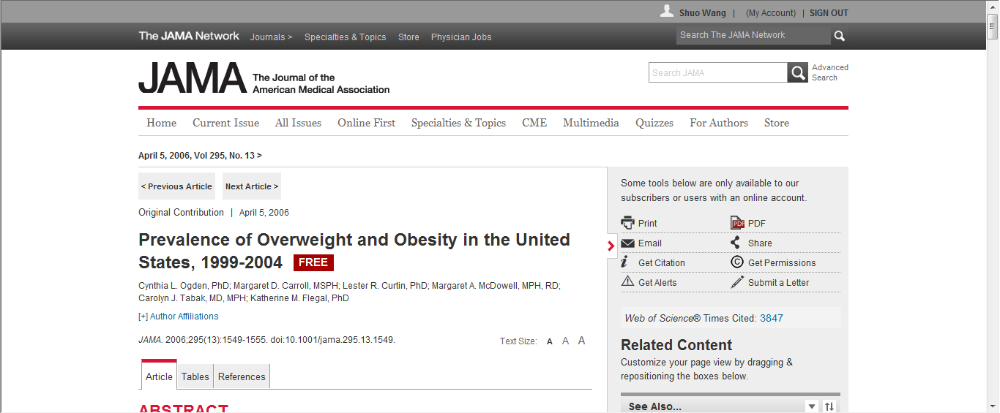 Shuo Wang | (My Account) | SIGN OUT
The JAMA Network Journals > Specialties & Topics Store Physician Jobs Search The JAMA Network
JAMA The Journal of the
American Medical Association
Search JAMA
Advanced
Search
Home Current Issue All Issues Online First Specialties & Topics CME Multimedia Quizzes For Authors Store
April 5, 2006, Vol 295, No. 13 >
< Previous Article Next Article >
Original Contribution | April 5, 2006
Prevalence of Overweight and Obesity in the United
States, 1999-2004 FREE
Cynthia L. Ogden, PhD; Margaret D. Carroll, MSPH; Lester R. Curtin, PhD; Margaret A. McDowell, MPH, RD;
Carolyn J. Tabak, MD, MPH; Katherine M. Flegal, PhD
[+] Author Affiliations
JAMA. 2006;295(13):1549-1555. doi:10.1001/jama.295.13.1549.
Text Size: A A A
Article Tables References
ABSTRACT
Some tools below are only available to our
subscribers or users with an online account.
Print PDF
Email Share
Get Citation Get Permissions
Get Alerts Submit a Letter
Web of Science® Times Cited: 3847
Related Content
Customize your page view by dragging &
repositioning the boxes below.
See Also...